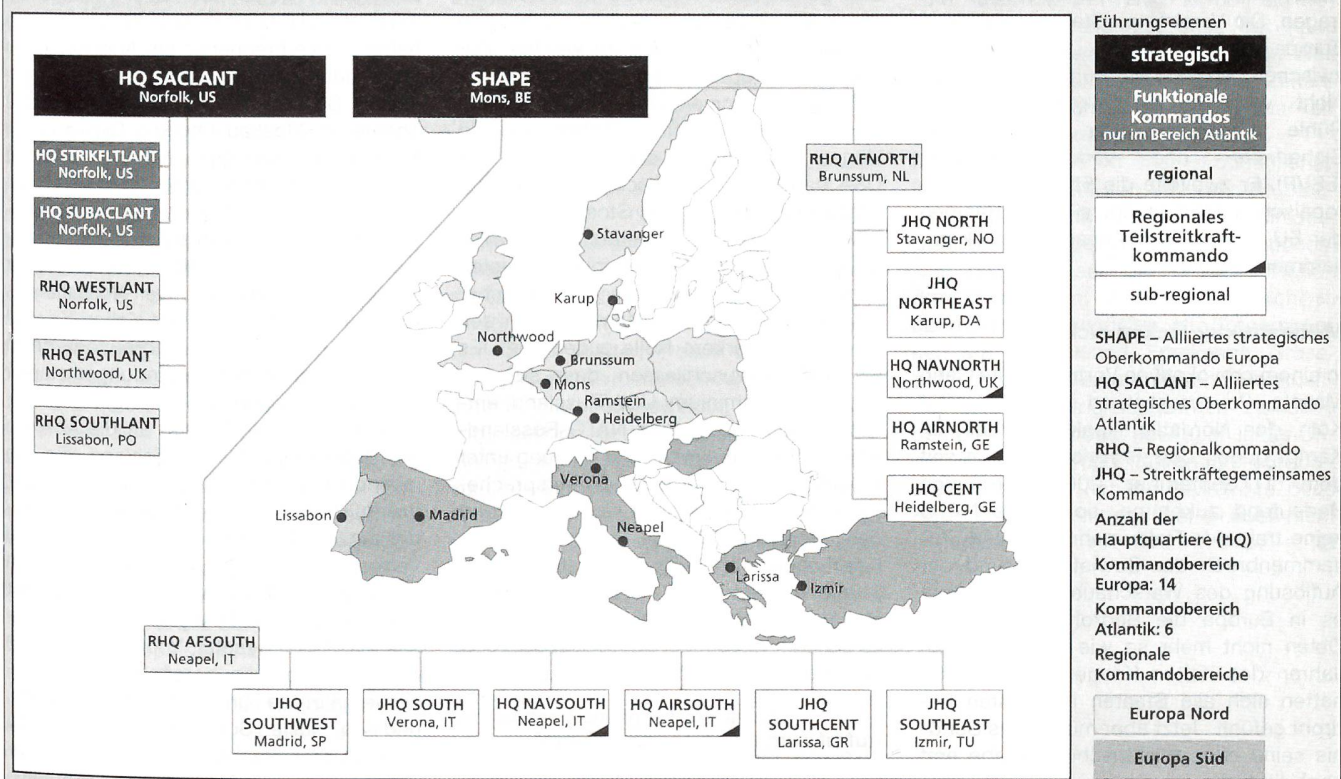 HQ SACLANT
Norfolk, US
SHAPE
Mons, BE
HQ STRIKFLTLANT
Norfolk, US
HQ SUBACLANT
Norfolk, US
RHQ WESTLANT
Norfolk, US
RHQ EASTLANT
Northwood, UK
RHQ SOUTHLANT
Lissabon, PO
RHQ AFNORTH
Brunssum, NL
JHQ NORTH
Stavanger, NO
JHQ
NORTHEAST
Karup, DA
HQ NAVNORTH
Northwood, UK
HQ AIRNORTH
Ramstein, GE
JHQ CENT
Heidelberg, GE
Stavanger
Karup
Northwood
Brunssum
Mons
Ramstein
Heidelberg
Verona
Lissabon
Madrid
Neapel
Larissa
Izmir
RHQ AFSOUTH
Neapel, IT
JHQ
SOUTHWEST
Madrid, SP
JHQ SOUTH
Verona, IT
HQ NAVSOUTH
Neapel, IT
HQ AIRSOUTH
Neapel, IT
JHQ
SOUTHCENT
Larissa, GR
JHQ
SOUTHEAST
Izmir, TU
Führungsebenen
strategisch
Funktionale
Kommandos
nur im Bereich Atlantik
regional
Regionales
Teilstreitkraft-
kommando
sub-regional
SHAPE – Alliiertes strategisches
Oberkommando Europa
HQ SACLANT – Alliiertes
strategisches Oberkommando
Atlantik
RHQ – Regionalkommando
JHQ – Streitkräftegemeinsames
Kommando
Anzahl der
Hauptquartiere (HQ)
Kommandobereich
Europa: 14
Kommandobereich
Atlantik: 6
Regionale
Kommandobereiche
Europa Nord
Europa Süd